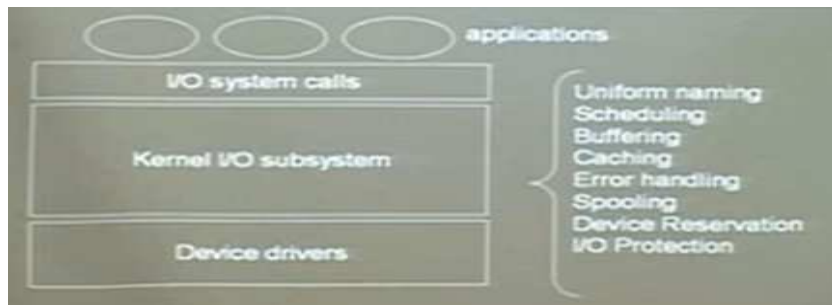 applications
I/O system calls
Kernel I/O subsystem
Device drivers
Uniform naming
Scheduling
Buffering
Caching
Error handling
Spooling
Device Reservation
I/O Protection